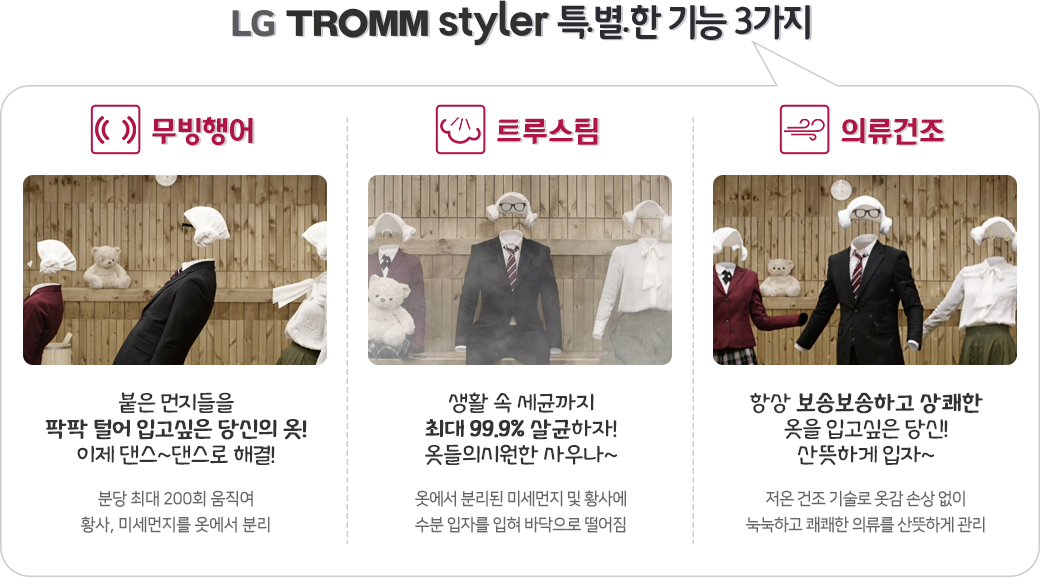 LG TROMM styler 특.별.한 기능 3가지
무빙행어
붙은 먼지들을
팍팍 털어 입고싶은 당신의 옷!
이제 댄스~댄스로 해결!
분당 최대 200회 움직여
황사, 미세먼지를 옷에서 분리
트루스팀
생활 속 세균까지
최대 99.9% 살균하자!
옷들의시원한 사우나~
옷에서 분리된 미세먼지 및 황사에
수분 입자를 입혀 바닥으로 떨어짐
의류건조
항상 보송보송하고 상쾌한
옷을 입고싶은 당신!!
산뜻하게 입자~
저온 건조 기술로 옷감 손상 없이
눅눅하고 쾌쾌한 의류를 산뜻하게 관리